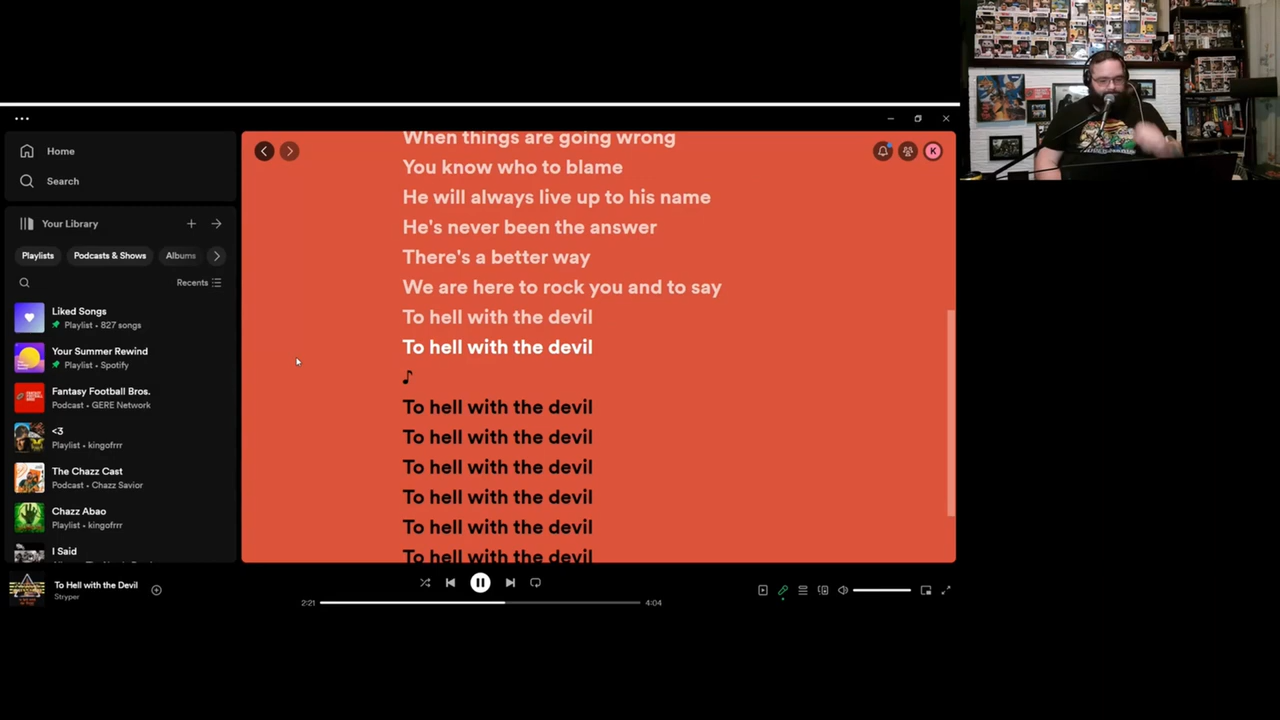 Home
Search
Your Library
Playlists
Podcasts & Shows
Albums
Recents
Liked Songs
Playlist • 827 songs
Your Summer Rewind
Playlist • Spotify
Fantasy Football Bros.
Podcast • GERE Network
<3
Playlist • kingofrrr
The Chazz Cast
Podcast • Chazz Savior
Chazz Abao
Playlist • kingofrrr
I Said
When things are going wrong
You know who to blame
He will always live up to his name
He's never been the answer
There's a better way
We are here to rock you and to say
To hell with the devil
To hell with the devil
♪
To hell with the devil
To hell with the devil
To hell with the devil
To hell with the devil
To hell with the devil
To hell with the devil
K
To Hell with the Devil
Stryper
2:21
4:04